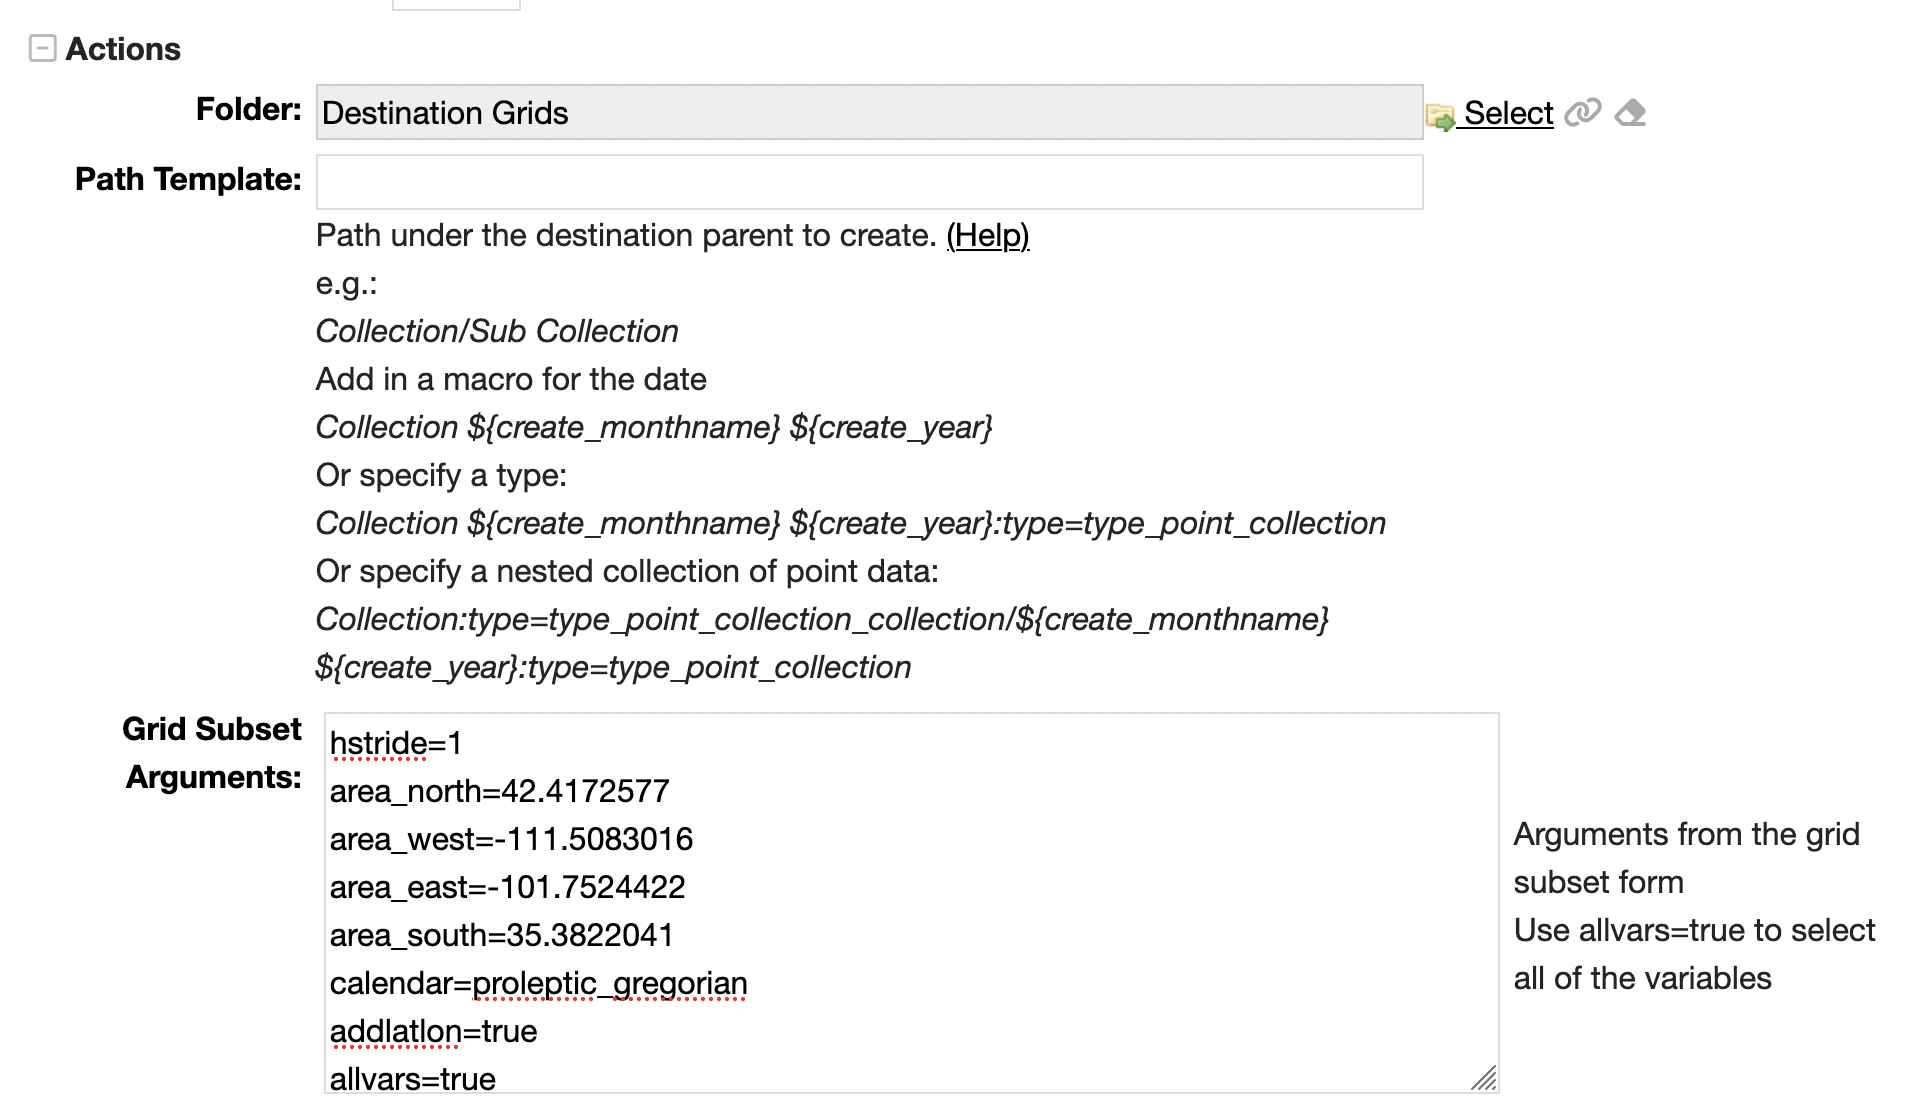 Actions
Folder: Destination Grids Select
Path Template:
Path under the destination parent to create. (Help)
e.g.:
Collection/Sub Collection
Add in a macro for the date
Collection ${create_monthname} ${create_year}
Or specify a type:
Collection ${create_monthname} ${create_year}:type=type_point_collection
Or specify a nested collection of point data:
Collection:type=type_point_collection_collection/${create_monthname}
${create_year}:type=type_point_collection
Grid Subset
Arguments:
hstride=1
area_north=42.4172577
area_west=-111.5083016
area_east=-101.7524422
area_south=35.3822041
calendar=proleptic_gregorian
addlatlon=true
allvars=true
Arguments from the grid
subset form
Use allvars=true to select
all of the variables